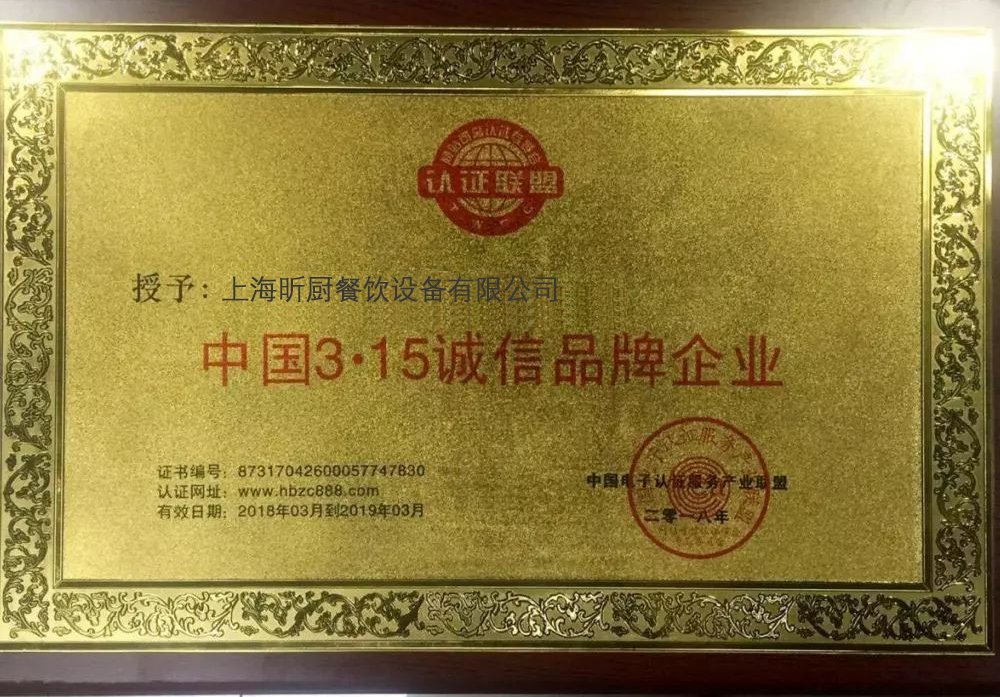 认证联盟
授予：上海昕厨餐饮设备有限公司
中国3·15诚信品牌企业
证书编号：87317042600057747830
认证网址：www.hbzc888.com
有效日期：2018年03月到2019年03月
中国电子认证服务产业联盟
二零一八年